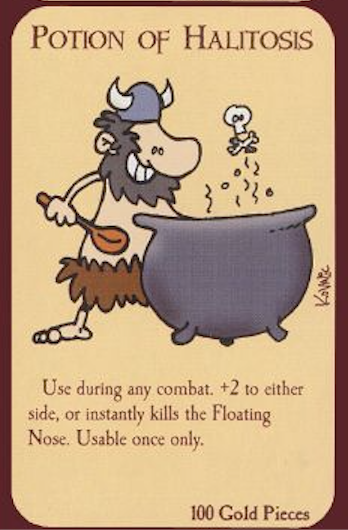 POTION OF HALITOSIS
KOVALIC
Use during any combat. +2 to either
side, or instantly kills the Floating
Nose. Usable once only.
100 Gold Pieces